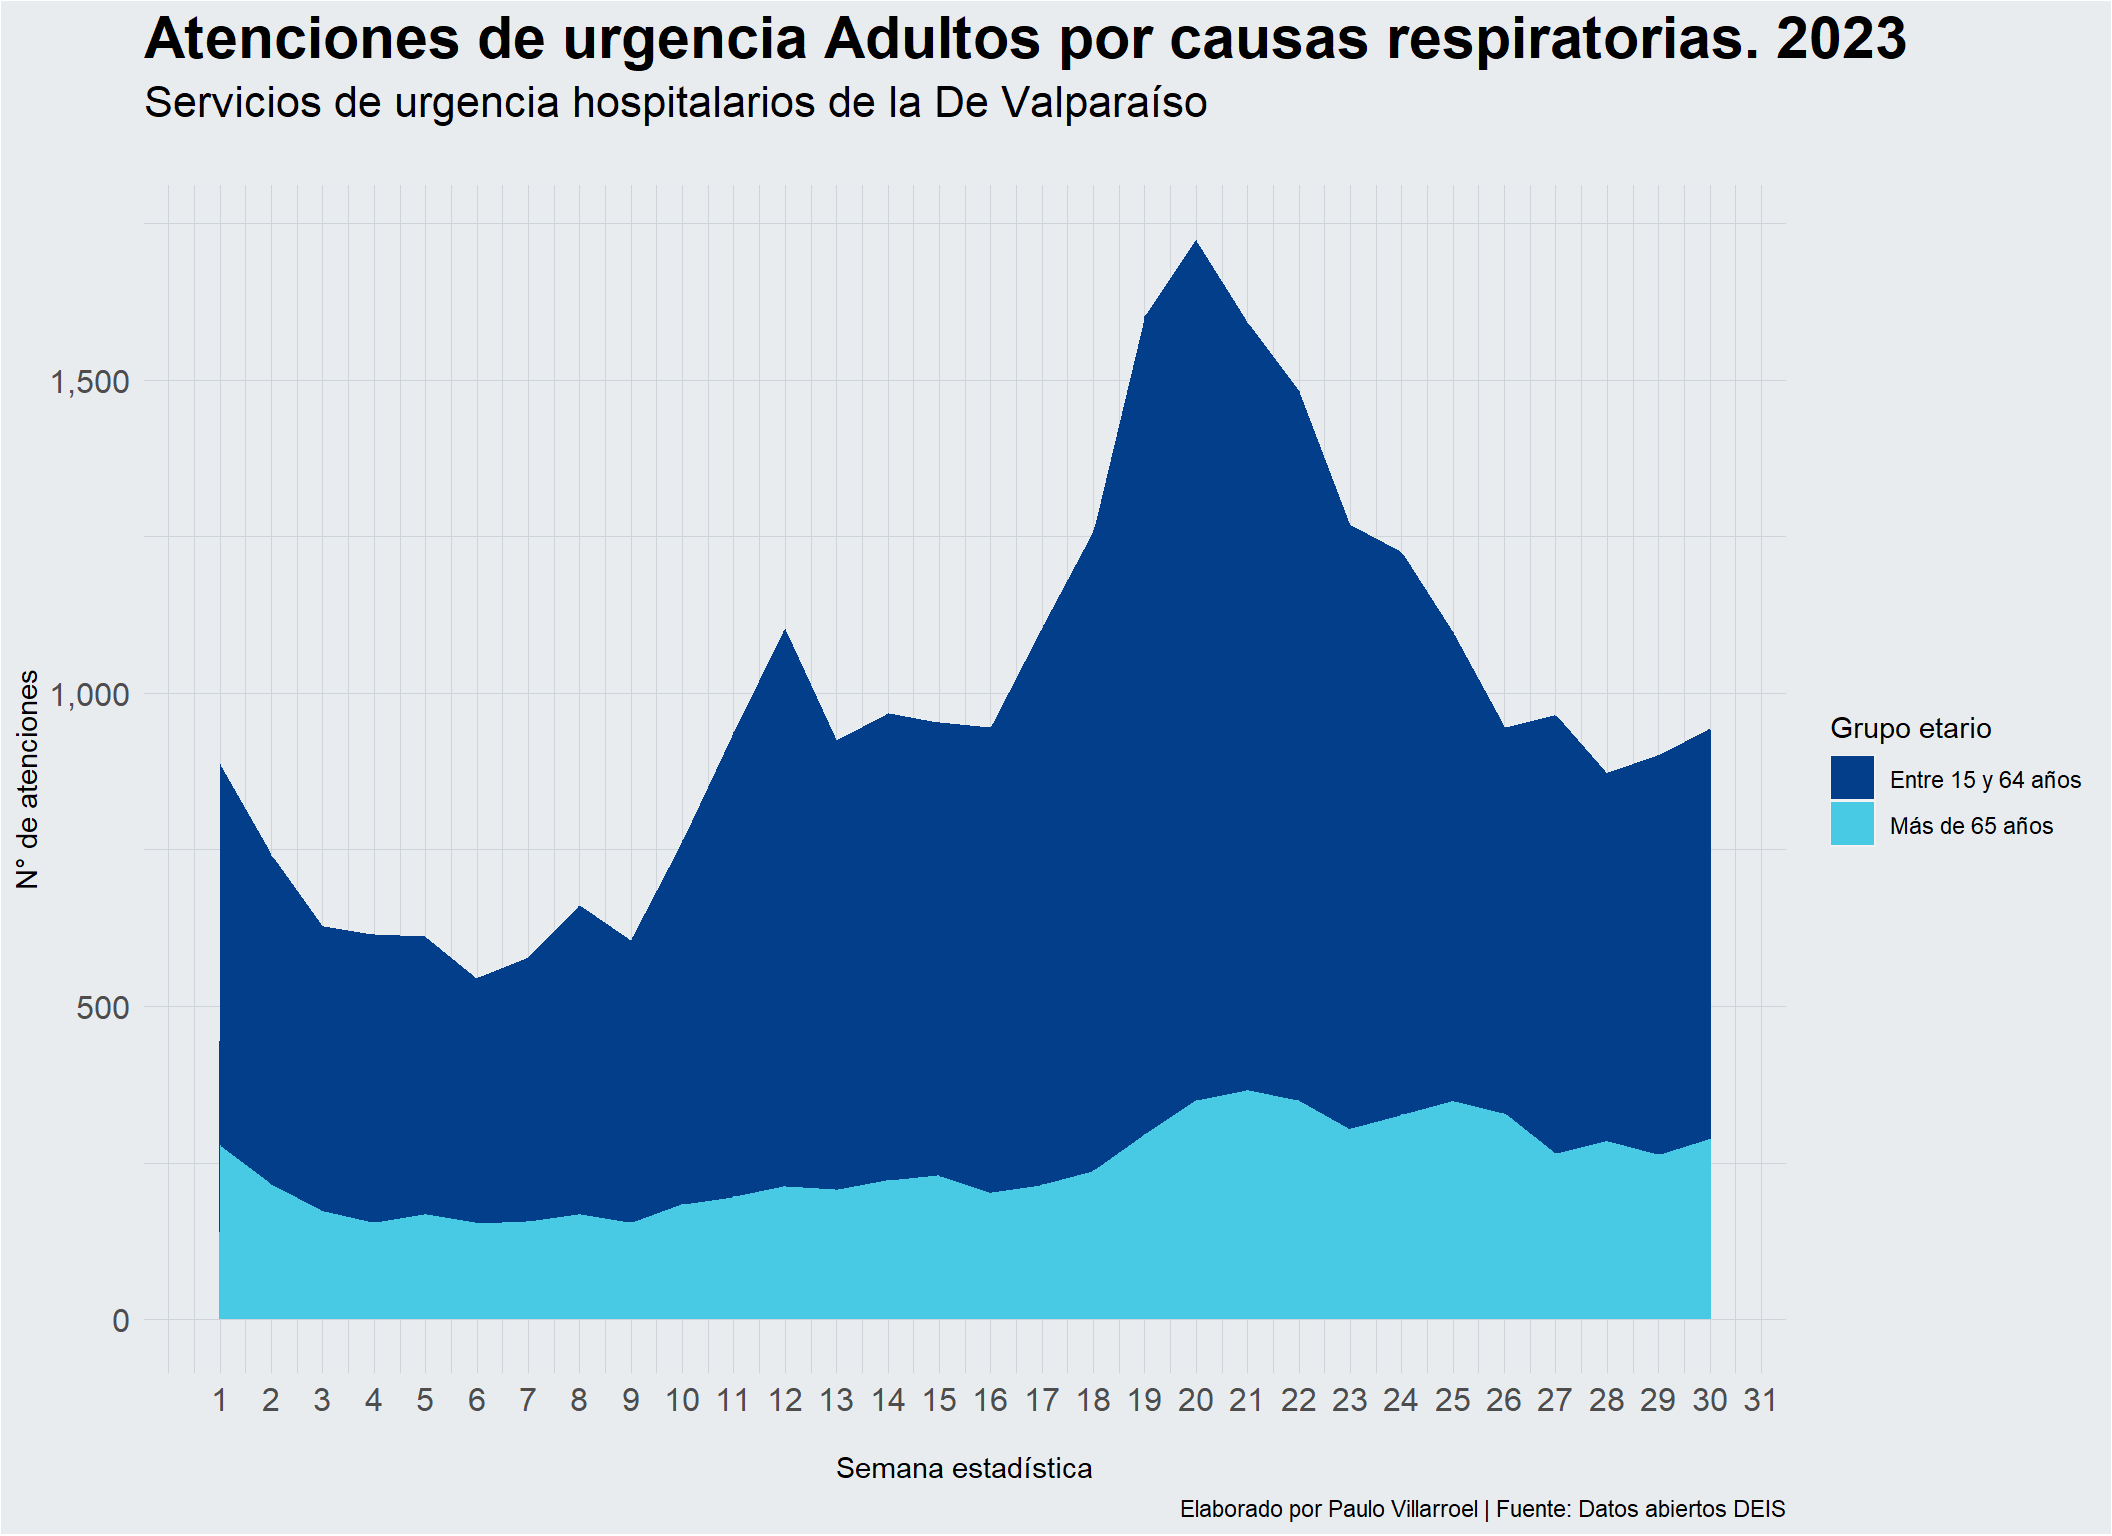 Atenciones de urgencia Adultos por causas respiratorias. 2023
Servicios de urgencia hospitalarios de la De Valparaíso
1,500
1,000
500
0
N° de atenciones
1 2 3 4 5 6 7 8 9 10 11 12 13 14 15 16 17 18 19 20 21 22 23 24 25 26 27 28 29 30 31
Semana estadística
Grupo etario
Entre 15 y 64 años
Más de 65 años
Elaborado por Paulo Villarroel | Fuente: Datos abiertos DEIS